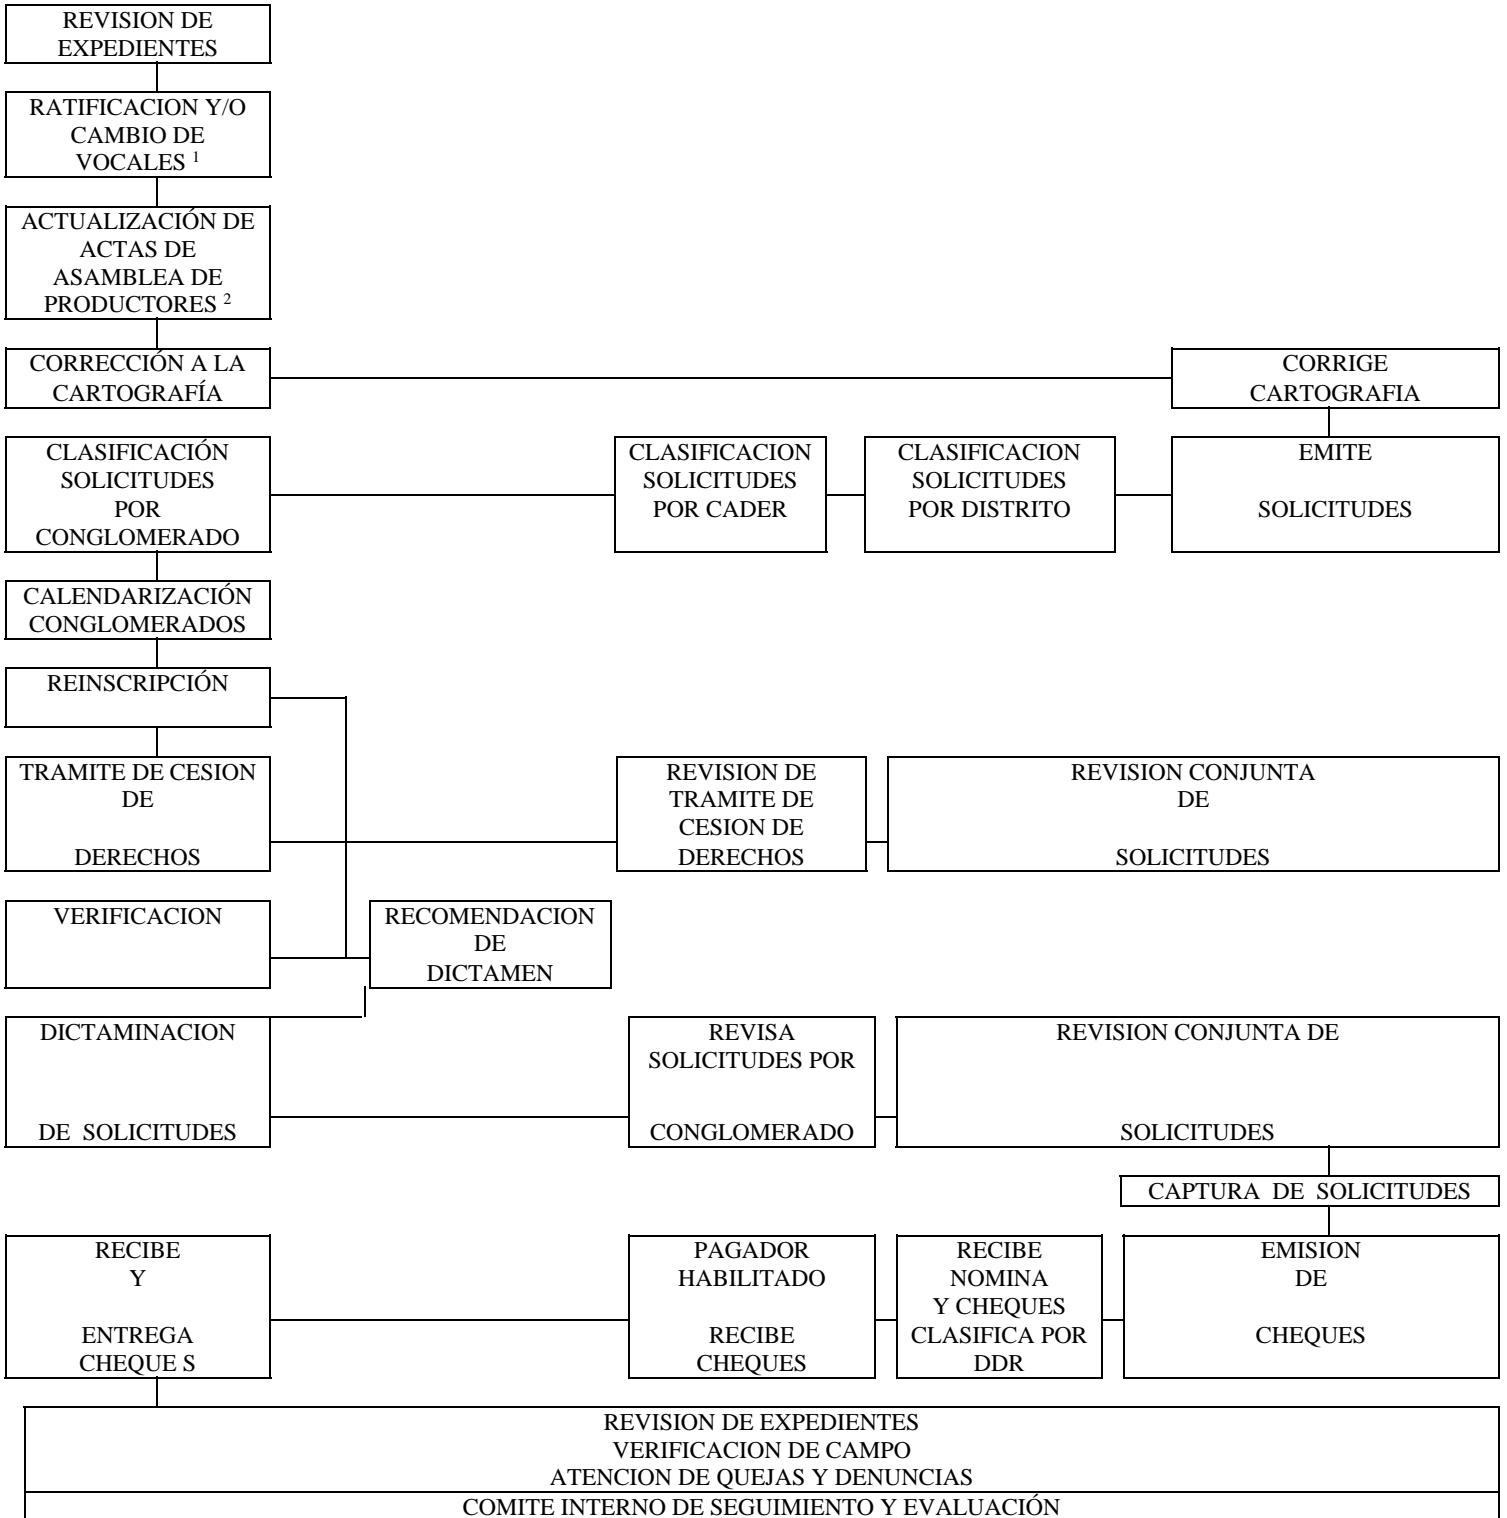 REVISION DE
EXPEDIENTES
RATIFICACION Y/O
CAMBIO DE
VOCALES 1
ACTUALIZACIÓN DE
ACTAS DE
ASAMBLEA DE
PRODUCTORES 2
CORRECCIÓN A LA
CARTOGRAFÍA
CORRIGE
CARTOGRAFIA
CLASIFICACIÓN
SOLICITUDES
POR
CONGLOMERADO
CLASIFICACION
SOLICITUDES
POR CADER
CLASIFICACION
SOLICITUDES
POR DISTRITO
EMITE
SOLICITUDES
CALENDARIZACIÓN
CONGLOMERADOS
REINSCRIPCIÓN
TRAMITE DE CESION
DE
DERECHOS
REVISION DE
TRAMITE DE
CESION DE
DERECHOS
REVISION CONJUNTA
DE
SOLICITUDES
VERIFICACION
RECOMENDACION
DE
DICTAMEN
DICTAMINACION
DE SOLICITUDES
REVISA
SOLICITUDES POR
CONGLOMERADO
REVISION CONJUNTA DE
SOLICITUDES
CAPTURA DE SOLICITUDES
RECIBE
Y
ENTREGA
CHEQUE S
PAGADOR
HABILITADO
RECIBE
CHEQUES
RECIBE
NOMINA
Y CHEQUES
CLASIFICA POR
DDR
EMISION
DE
CHEQUES
REVISION DE EXPEDIENTES
VERIFICACION DE CAMPO
ATENCION DE QUEJAS Y DENUNCIAS
COMITE INTERNO DE SEGUIMIENTO Y EVALUACIÓN